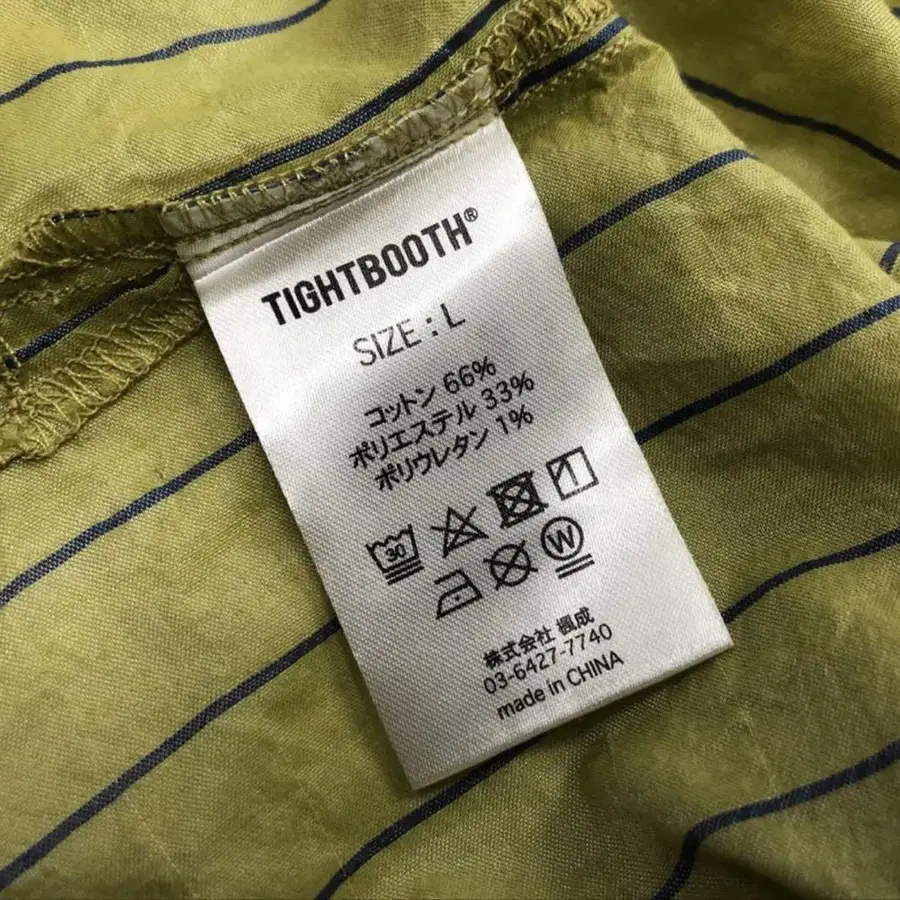 TIGHTBOOTH®
SIZE : L
コットン 66%
ポリエステル 33%
ポリウレタン 1%
30
W
株式会社 楓成
03-6427-7740
made in CHINA